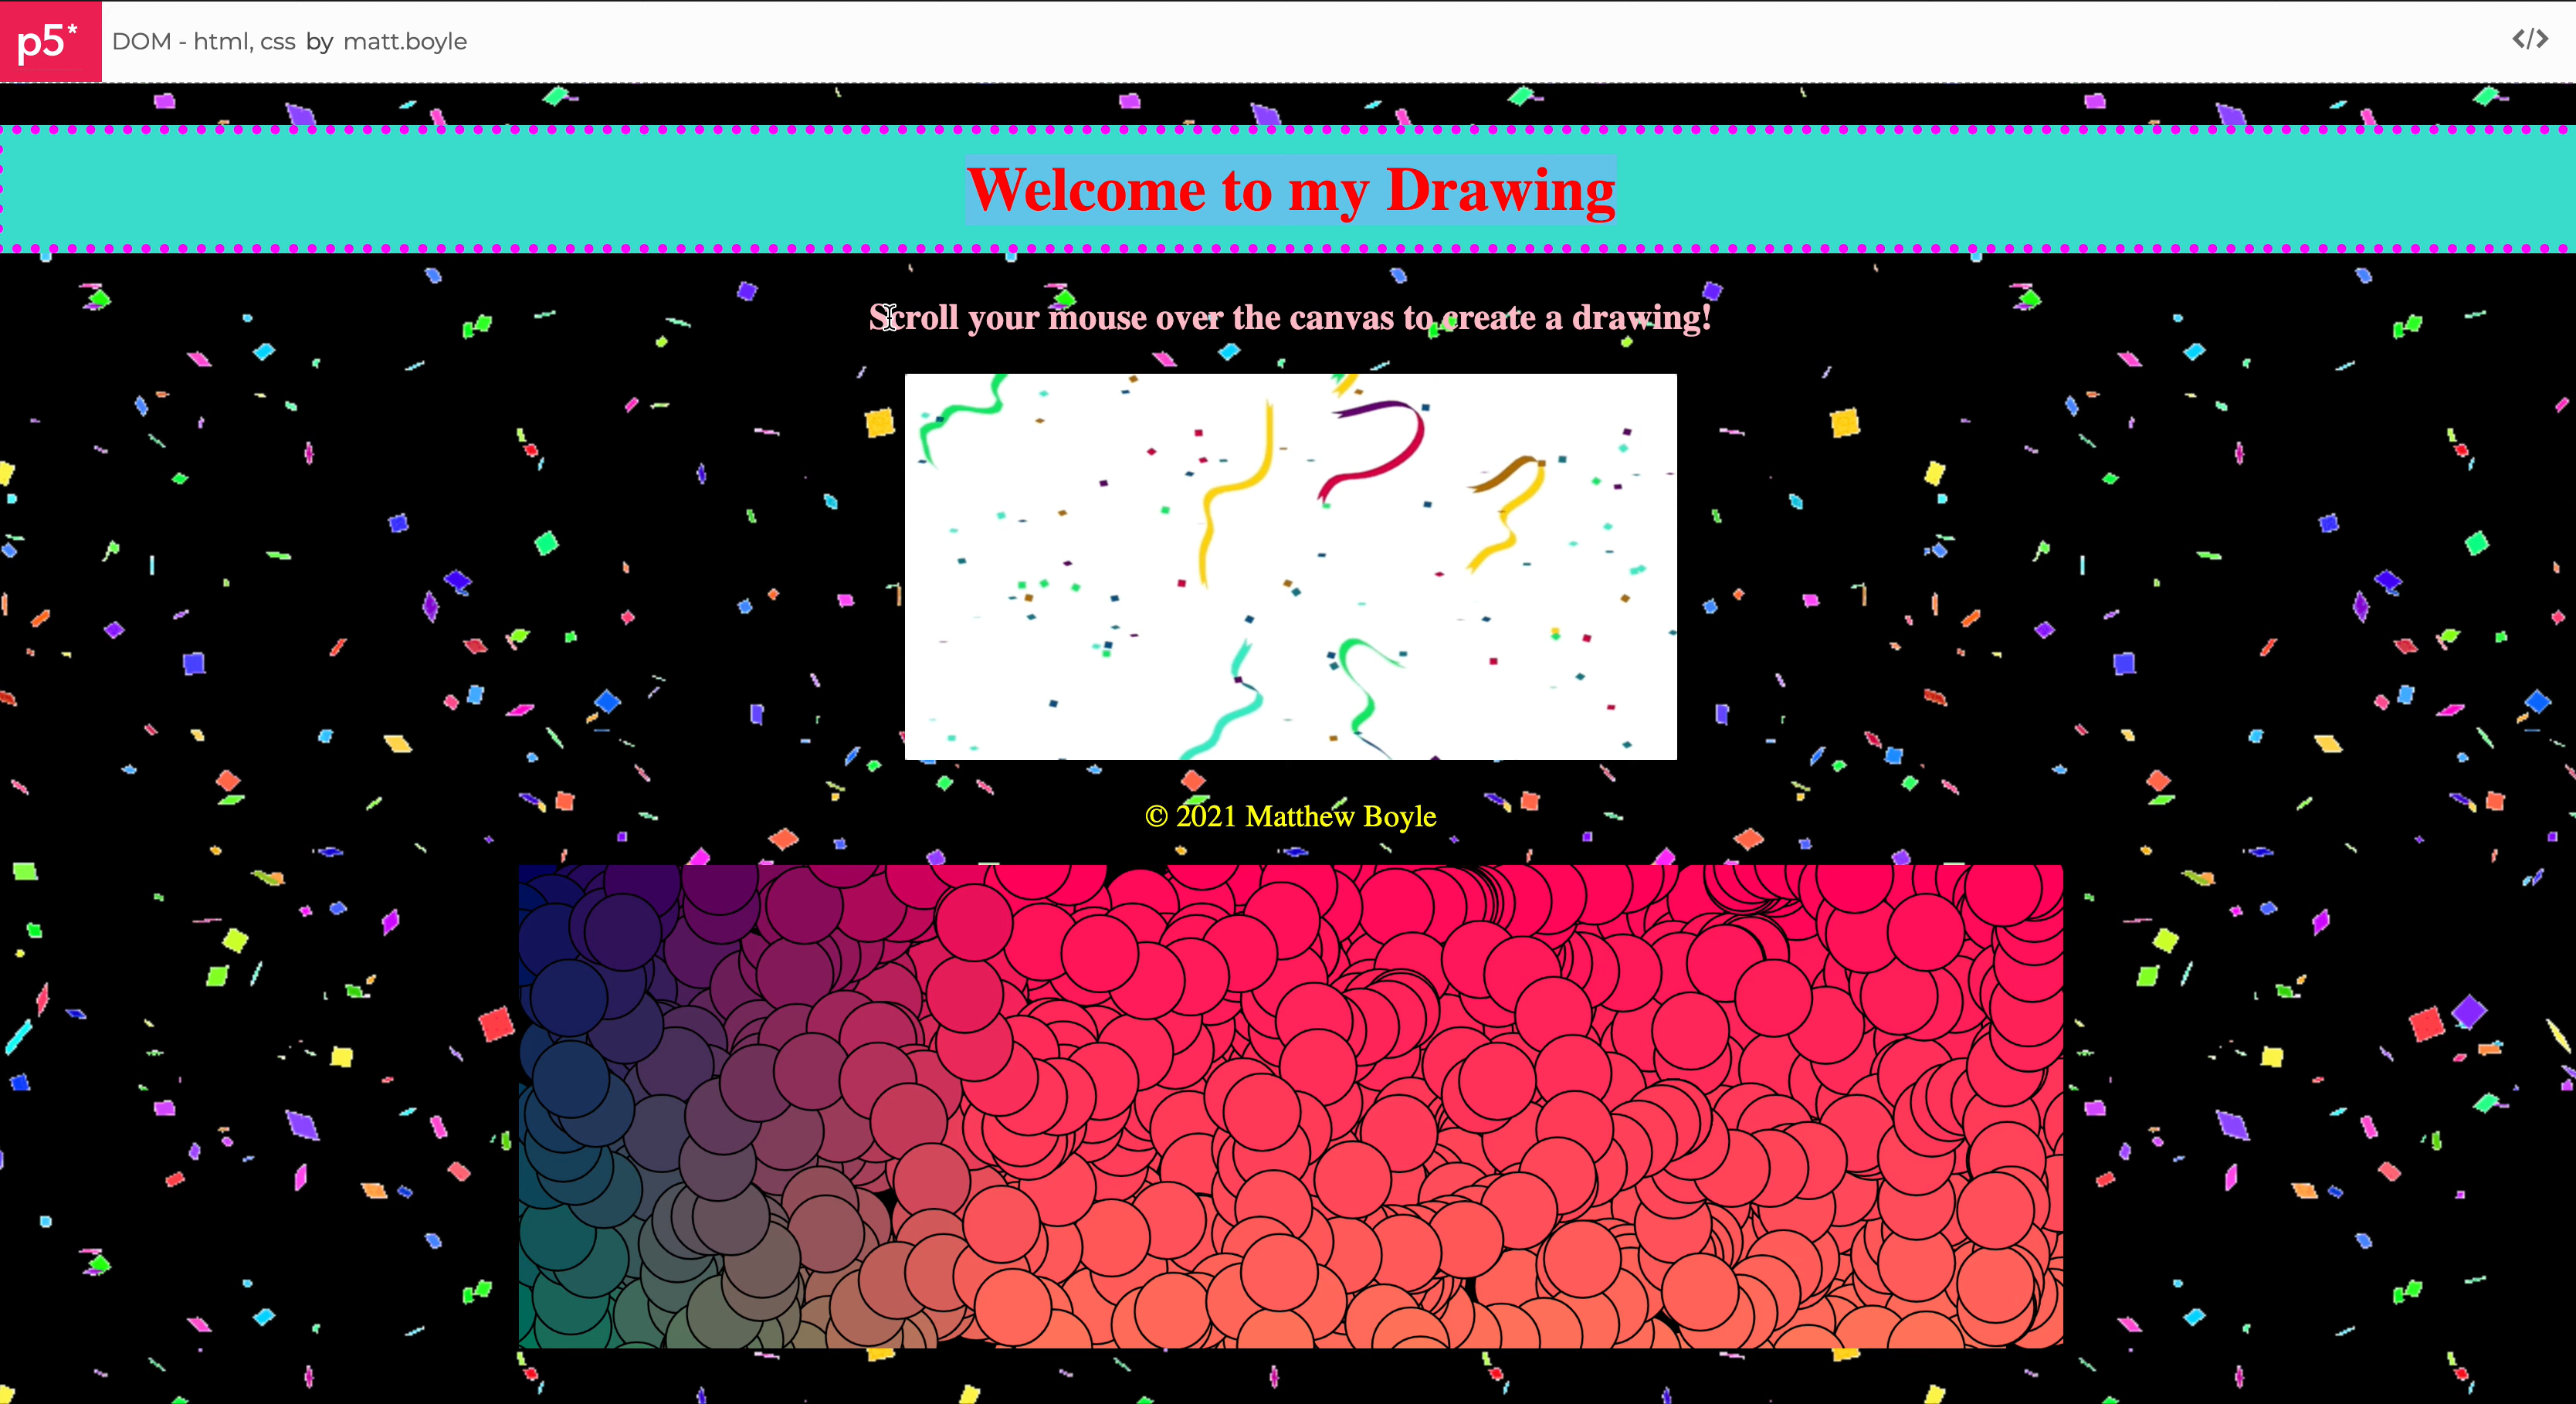 p5*
DOM - html, css by matt.boyle
</>
Welcome to my Drawing
Scroll your mouse over the canvas to create a drawing!
© 2021 Matthew Boyle